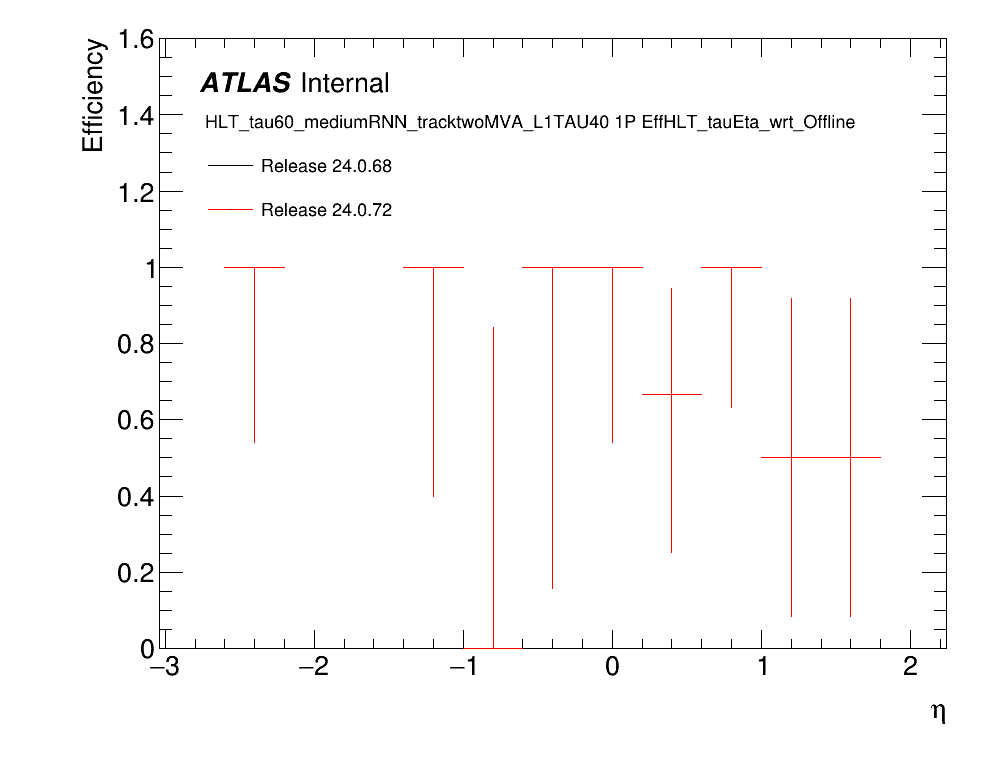 Efficiency
ATLAS Internal
HLT_tau60_mediumRNN_tracktwoMVA_L1TAU40 1P EffHLT_tauEta_wrt_Offline
Release 24.0.68
Release 24.0.72
1.6
1.4
1.2
1
0.8
0.6
0.4
0.2
0
−3 −2 −1 0 1 2
η